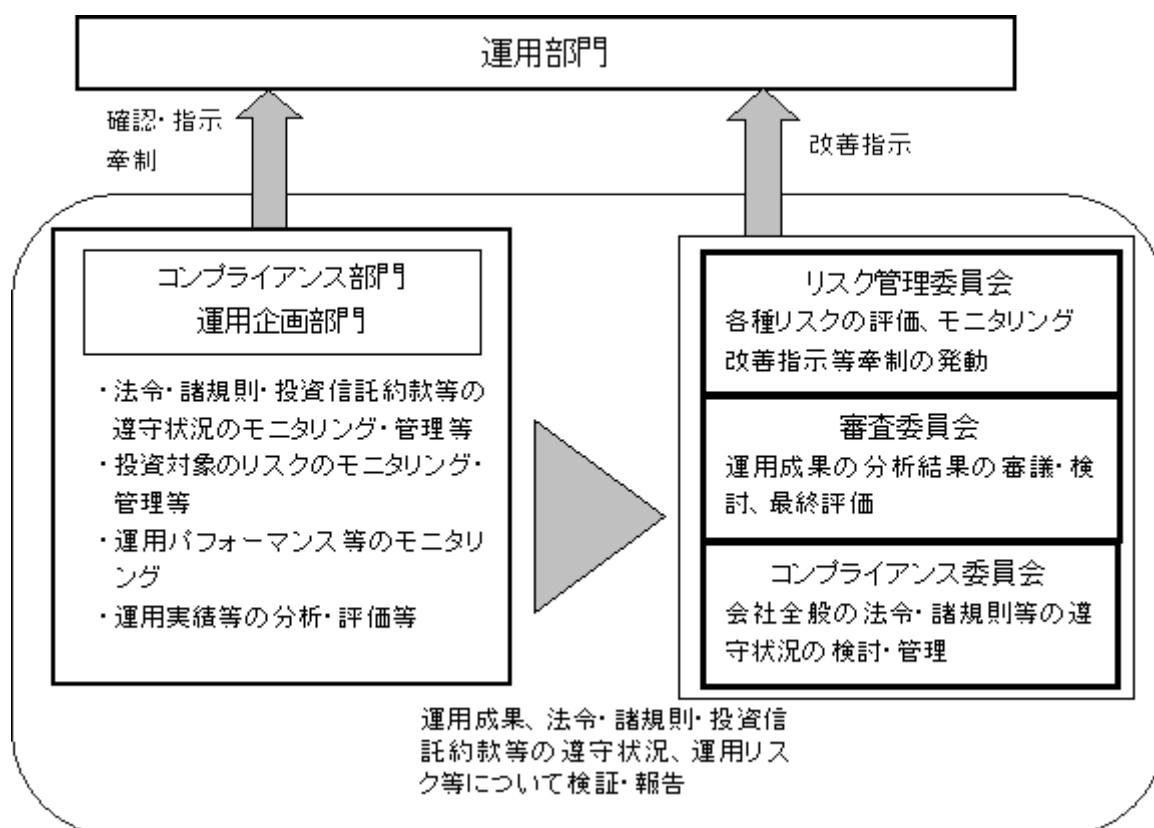 運用部門
確認・指示
牽制
改善指示
コンプライアンス部門
運用企画部門
・法令・諸規則・投資信託約款等の
遵守状況のモニタリング・管理等
・投資対象のリスクのモニタリング・
管理等
・運用パフォーマンス等のモニタリ
ング
・運用実績等の分析・評価等
リスク管理委員会
各種リスクの評価、モニタリング
改善指示等牽制の発動
審査委員会
運用成果の分析結果の審議・検
討、最終評価
コンプライアンス委員会
会社全般の法令・諸規則等の遵
守状況の検討・管理
運用成果、法令・諸規則・投資信
託約款等の遵守状況、運用リス
ク等について検証・報告